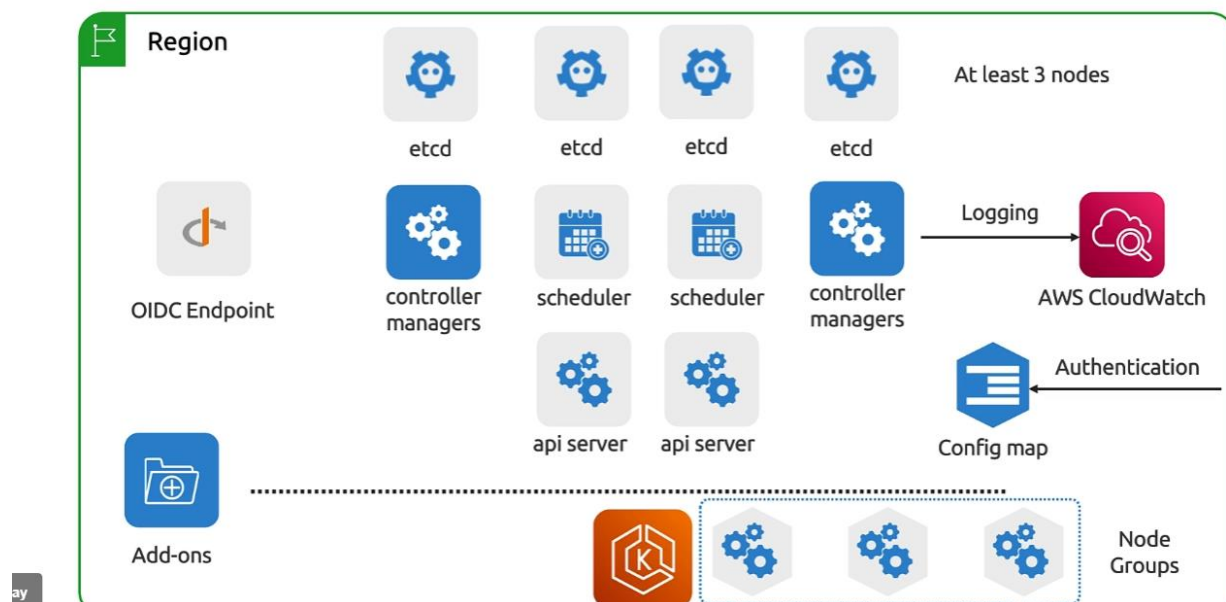 Region
At least 3 nodes
etcd
etcd
etcd
etcd
Logging
OIDC Endpoint
controller
managers
scheduler
scheduler
controller
managers
AWS CloudWatch
Authentication
api server
api server
Config map
Add-ons
K
Node
Groups
ay